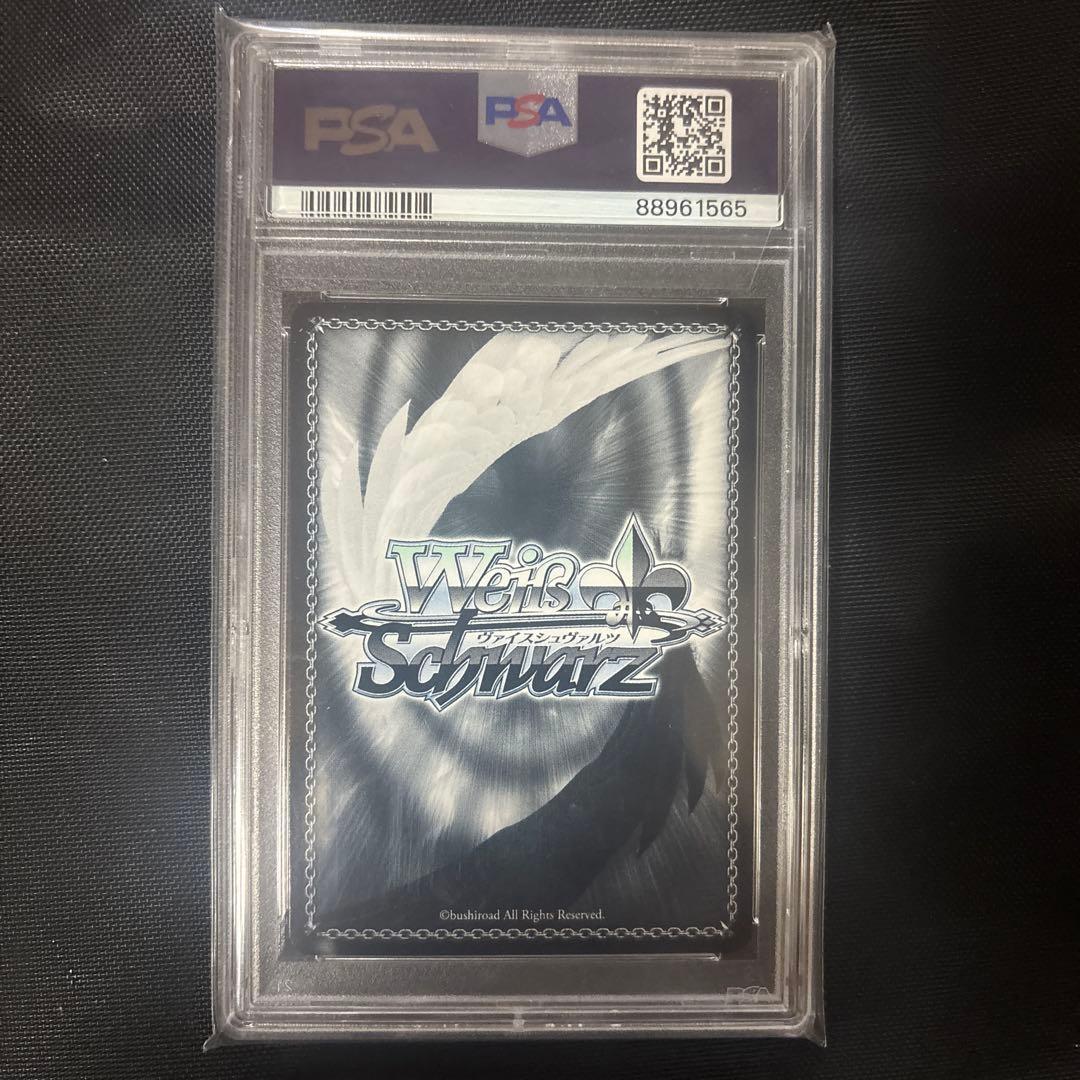 PSA
PSA
88961565
Weiß
ヴァイスシュヴァルツ
Schwarz
©bushiroad All Rights Reserved.
PSA